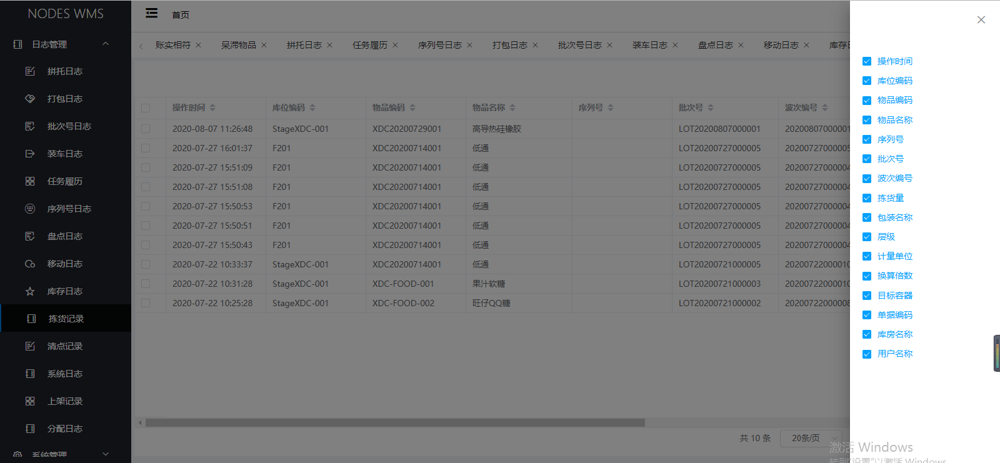 NODES WMS
日志管理
拼托日志
打包日志
批次号日志
装车日志
任务履历
序列号日志
盘点日志
移动日志
库存日志
拣货记录
清点记录
系统日志
上架记录
分配日志
系统管理
首页
账实相符 呆滞物品 拼托日志 任务履历 序列号日志 打包日志 批次号日志 装车日志 盘点日志 移动日志 库存
操作时间 库位编码 物品编码 物品名称 序列号 批次号 波次编号
2020-08-07 11:26:48 StageXDC-001 XDC20200729001 高导热硅橡胶 LOT20200807000001 20200807000001
2020-07-27 16:01:37 F201 XDC20200714001 低通 LOT20200727000005 20200727000005
2020-07-27 15:51:09 F201 XDC20200714001 低通 LOT20200727000005 20200727000004
2020-07-27 15:51:08 F201 XDC20200714001 低通 LOT20200727000005 20200727000004
2020-07-27 15:50:53 F201 XDC20200714001 低通 LOT20200727000005 20200727000004
2020-07-27 15:50:51 F201 XDC20200714001 低通 LOT20200727000005 20200727000004
2020-07-27 15:50:43 F201 XDC20200714001 低通 LOT20200727000005 20200727000004
2020-07-22 10:33:37 StageXDC-001 XDC20200714001 低通 LOT20200721000005 20200722000010
2020-07-22 10:31:28 StageXDC-001 XDC-FOOD-001 果汁软糖 LOT20200721000003 20200722000010
2020-07-22 10:25:28 StageXDC-001 XDC-FOOD-002 旺仔QQ糖 LOT20200721000002 20200722000008
共 10 条 20条/页
操作时间
库位编码
物品编码
物品名称
序列号
批次号
波次编号
拣货量
包装名称
层级
计量单位
换算倍数
目标容器
单据编码
库房名称
用户名称
激活 Windows
转到"设置"以激活 Windows